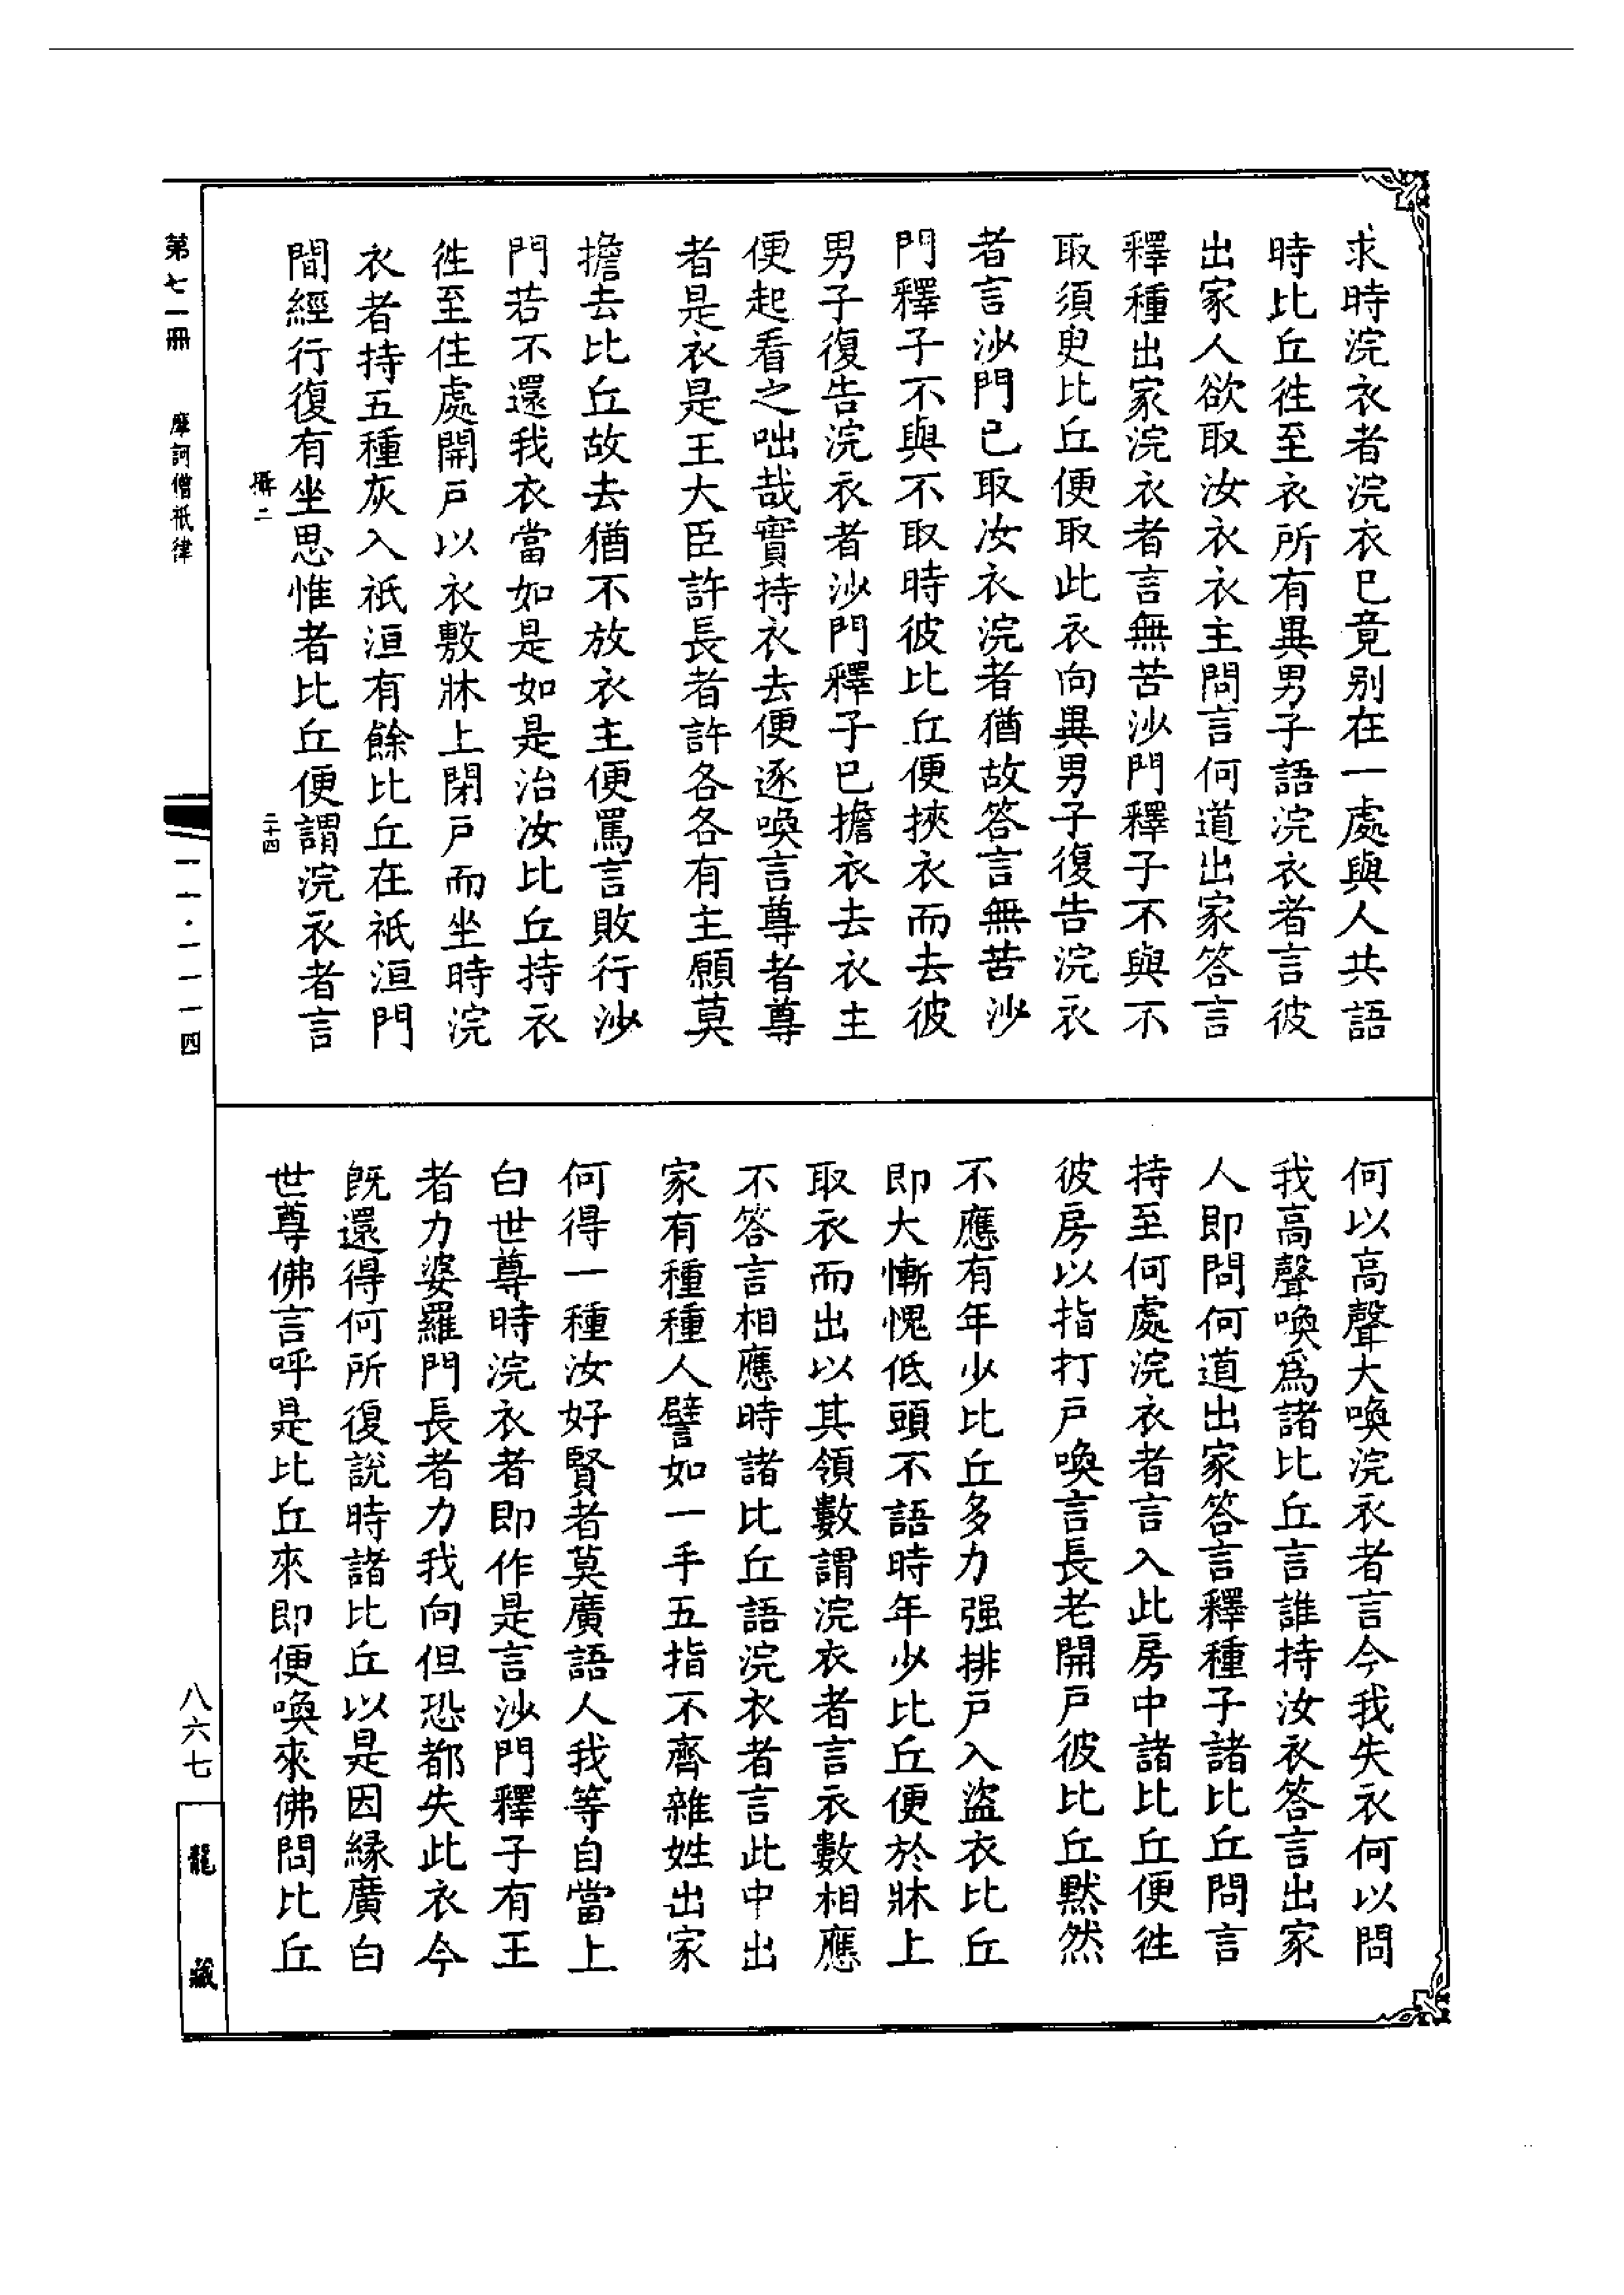 求時浣衣者浣衣已竟别在一處與人共語
時比丘徃至衣所有異男子語浣衣者言彼
出家人欲取汝衣衣主問言何道出家答言
釋種出家浣衣者言無苦沙門釋子不與不
取須臾比丘便取此衣向異男子復告浣衣
者言沙門已取汝衣浣者猶故答言無苦沙
門釋子不與不取時彼比丘便挾衣而去彼
男子復告浣衣者沙門釋子已擔衣去衣主
便起看之咄哉實持衣去便逐喚言尊者尊
者是衣是王大臣許長者許各各有主願莫
擔去比丘故去猶不放衣主便罵言敗行沙
門若不還我衣當如是如是治汝比丘持衣
徃至住處開戸以衣敷牀上閉戸而坐時浣
衣者持五種灰入祇洹有餘比丘在祇洹門
間經行復有坐思惟者比丘便謂浣衣者言
攝二
二十四
何以高聲大喚浣衣者言今我失衣何以問
我高聲喚爲諸比丘言誰持汝衣答言出家
人即問何道出家答言釋種子諸比丘問言
持至何處浣衣者言入此房中諸比丘便徃
彼房以指打戸喚言長老開戸彼比丘黙然
不應有年少比丘多力强排戸入盜衣比丘
即大慚愧低頭不語時年少比丘便於牀上
取衣而出以其領數謂浣衣者言衣數相應
不答言相應時諸比丘語浣衣者言此中出
家有種種人譬如一手五指不齊雜姓出家
何得一種汝好賢者莫廣語人我等自當上
白世尊時浣衣者即作是言沙門釋子有王
者力婆羅門長者力我向但恐都失此衣今
既還得何所復說時諸比丘以是因縁廣白
世尊佛言呼是比丘來即便喚來佛問比丘
第七一冊
摩訶僧祇律
一一·一一一四
八六七
龍藏